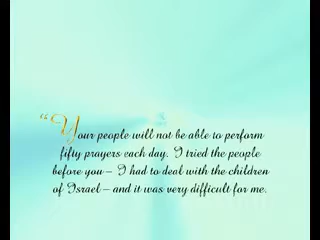 “Your people will not be able to perform
fifty prayers each day. I tried the people
before you – I had to deal with the children
of Israel – and it was very difficult for me.